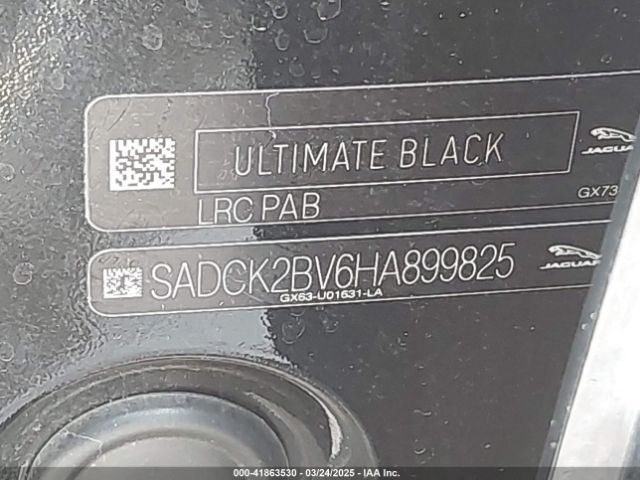 ULTIMATE BLACK
JAGUAR
LRC PAB
GX73-
SADCK2BV6HA899825
JAGUAR
GX63-U01631-LA
000-41863530 - 03/24/2025 - IAA Inc.